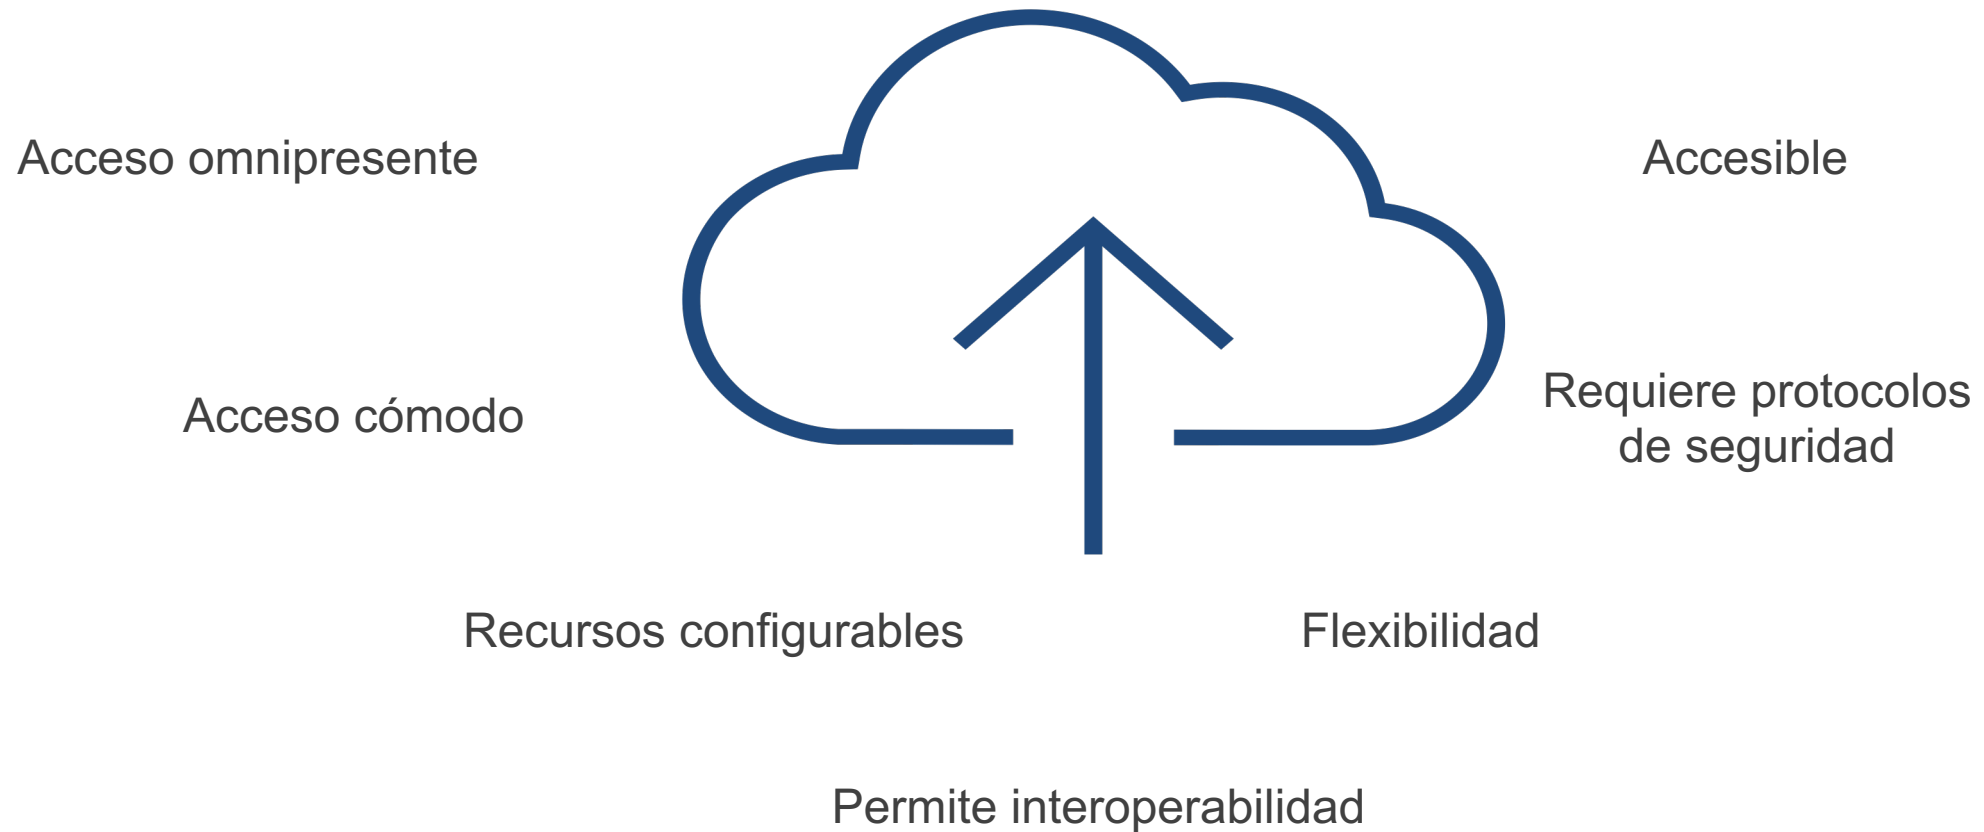 Acceso omnipresente
Accesible
Acceso cómodo
Requiere protocolos
de seguridad
Recursos configurables
Flexibilidad
Permite interoperabilidad